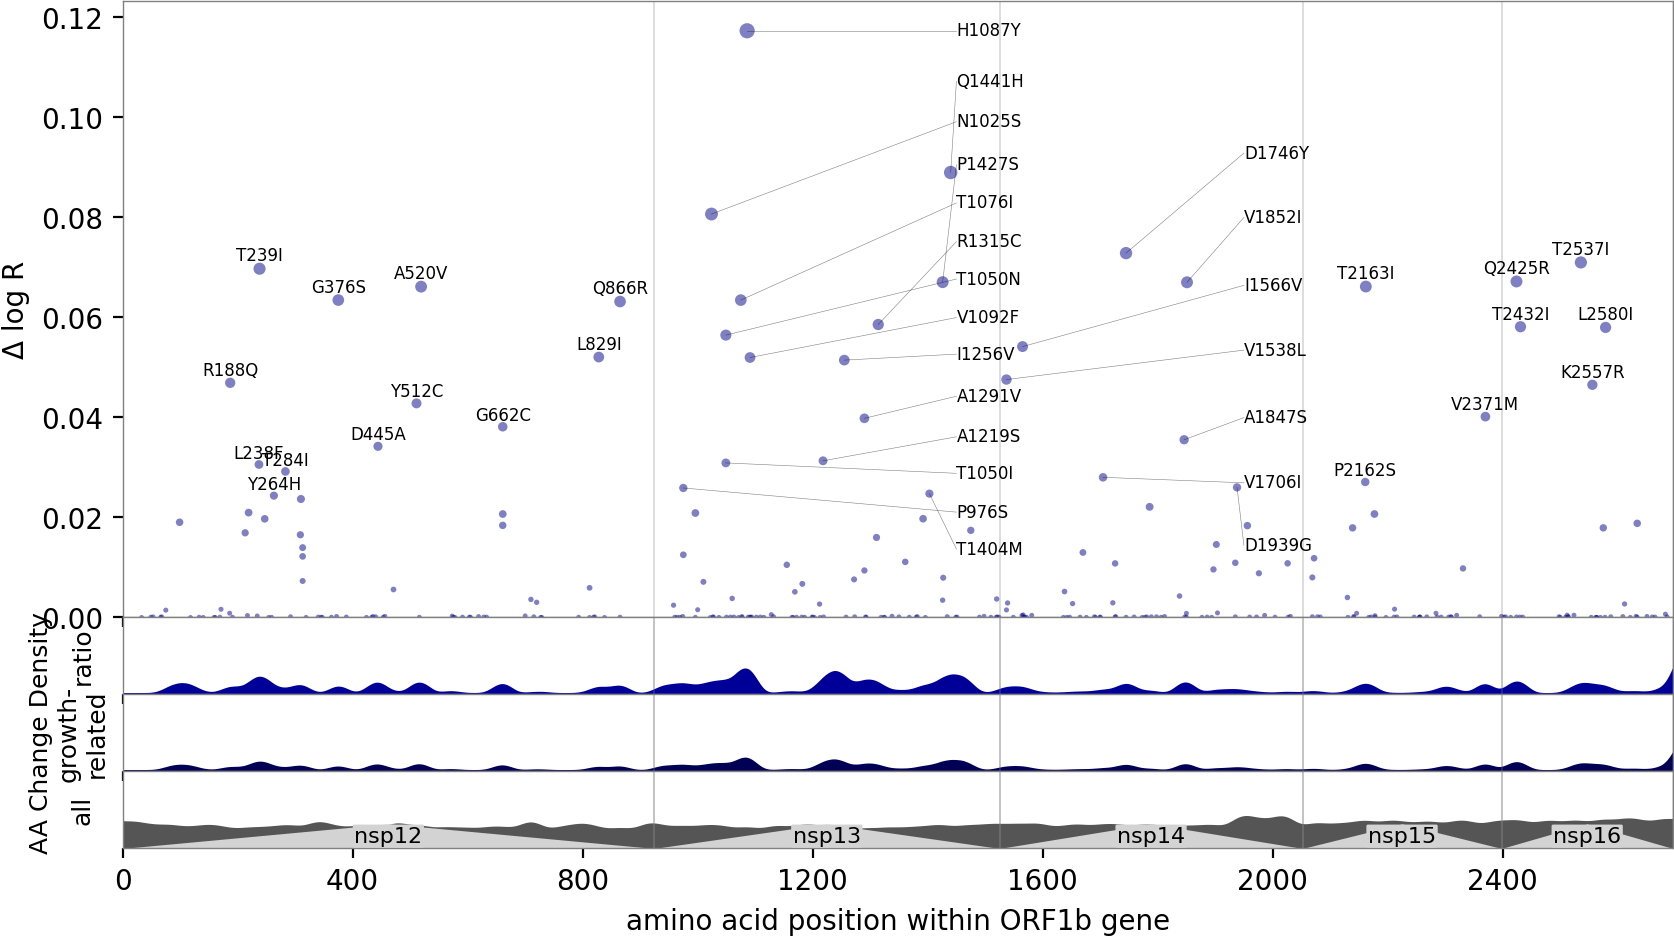 0.12
0.10
0.08
0.06
0.04
0.02
0.00
Δ log R
H1087Y
Q1441H
N1025S
P1427S
T1076I
R1315C
T1050N
V1092F
I1256V
A1291V
A1219S
T1050I
P976S
T1404M
D1746Y
V1852I
I1566V
V1538L
A1847S
V1706I
D1939G
T239I
G376S
A520V
Q866R
L829I
R188Q
Y512C
G662C
D445A
L238F
T284I
Y264H
T2163I
T2537I
Q2425R
T2432I
L2580I
K2557R
V2371M
P2162S
AA Change Density
ratio
growth-
related
all
nsp12
nsp13
nsp14
nsp15
nsp16
0
400
800
1200
1600
2000
2400
amino acid position within ORF1b gene